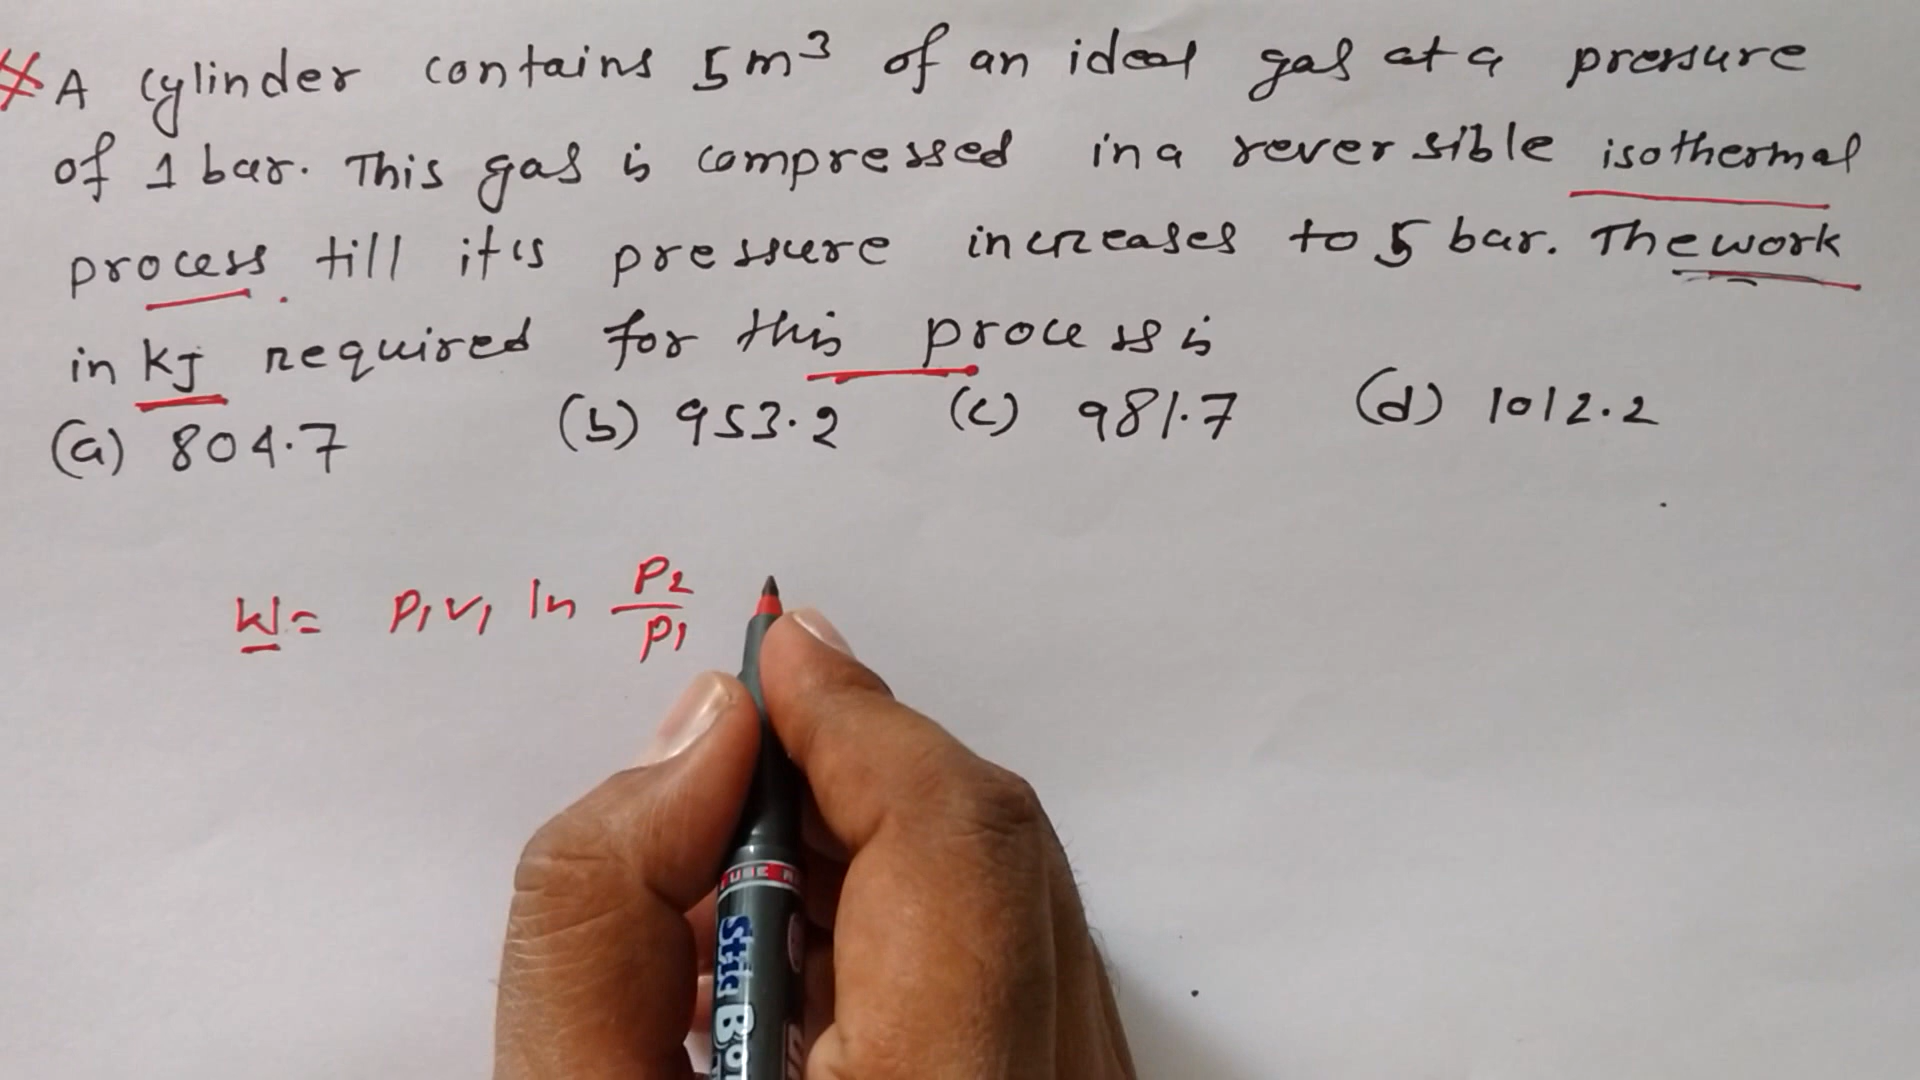 A cylinder contains 5m³ of an ideal gas at a pressure
of 1 bar. This gas is compressed in a reversible isothermal
process till it's pressure increases to 5 bar. The work
in KJ required for this process is
(a) 804.7 (b) 953.2 (c) 981.7 (d) 1012.2
W = P₁V₁ ln P₂/P₁
Stic